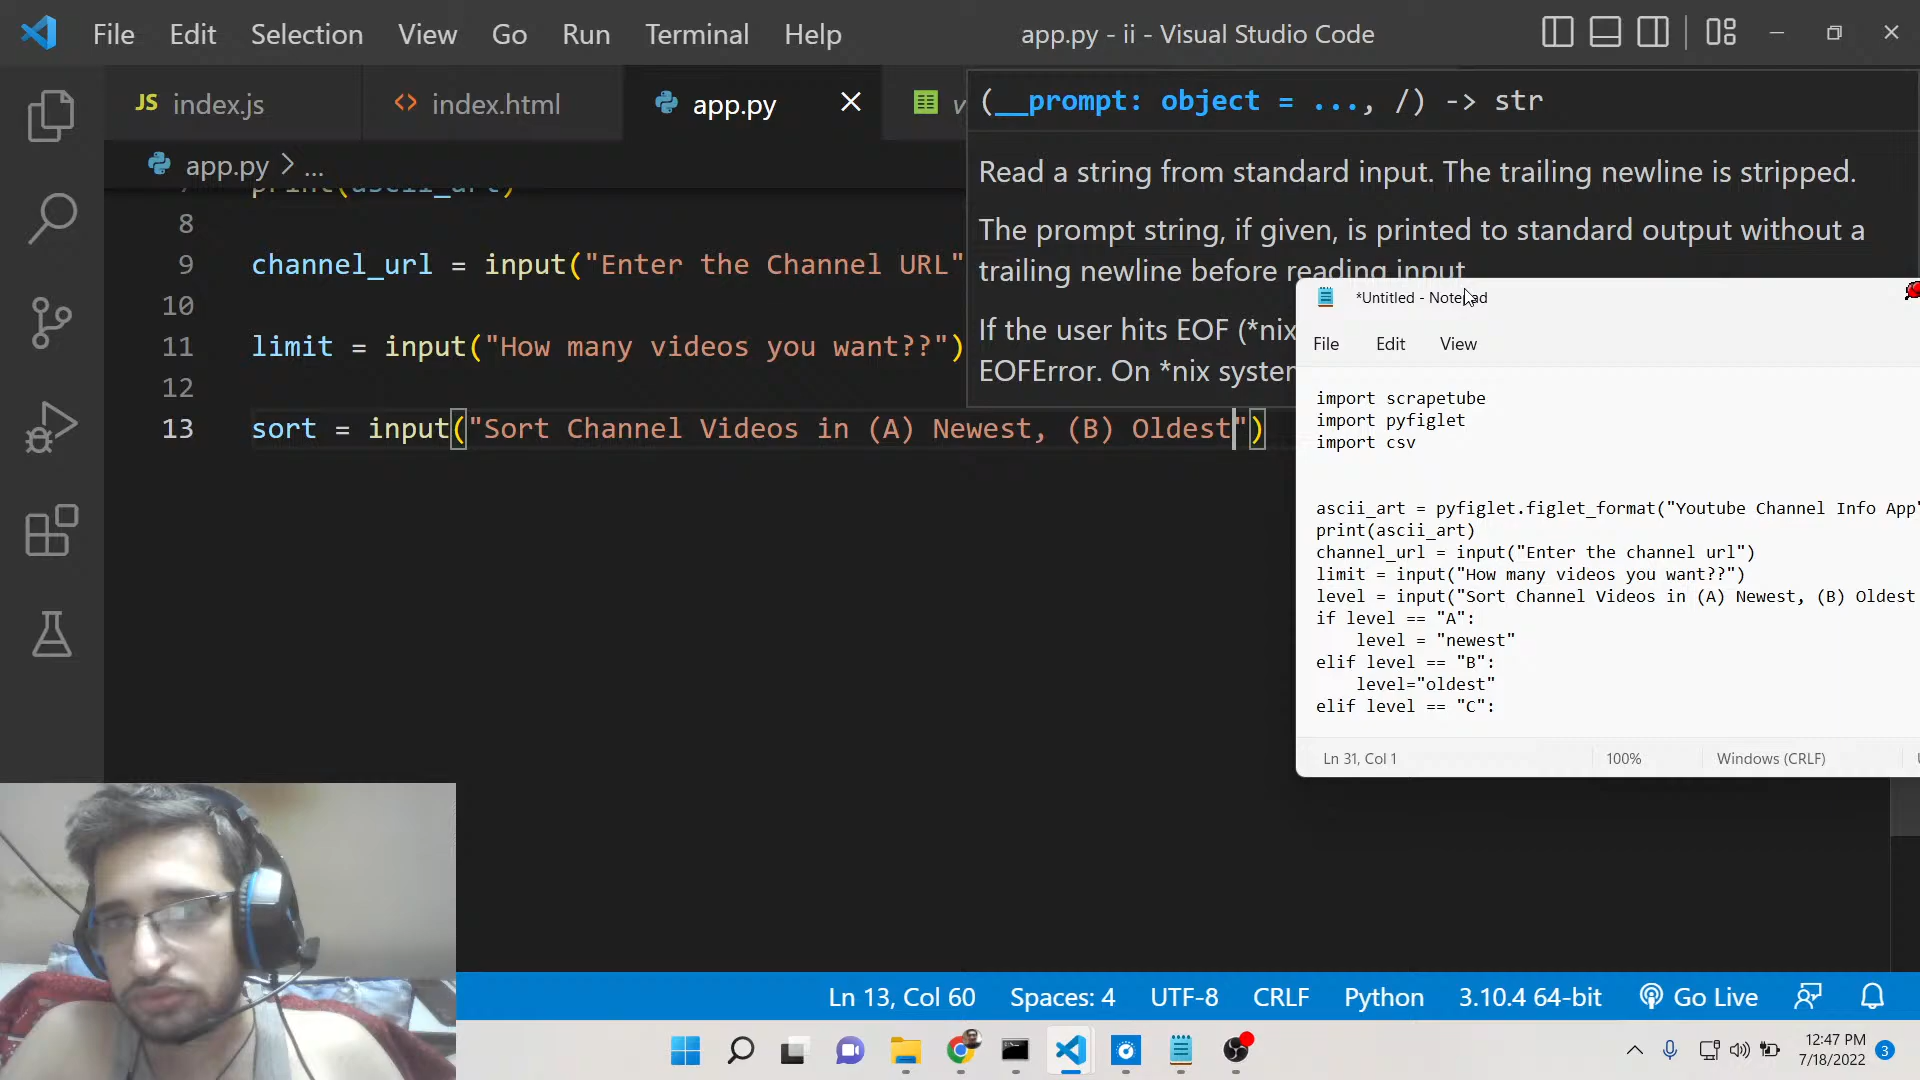 File Edit Selection View Go Run Terminal Help
app.py - ii - Visual Studio Code
JS index.js
<> index.html
app.py
app.py > ...
print(ascii_art)
8
9 channel_url = input("Enter the Channel URL"
10
11 limit = input("How many videos you want??")
12
13 sort = input("Sort Channel Videos in (A) Newest, (B) Oldest")
(__prompt: object = ..., /) -> str
Read a string from standard input. The trailing newline is stripped.
The prompt string, if given, is printed to standard output without a
trailing newline before reading input.
If the user hits EOF (*nix
EOFError. On *nix system
*Untitled - Notepad
File Edit View
import scrapetube
import pyfiglet
import csv
ascii_art = pyfiglet.figlet_format("Youtube Channel Info App"
print(ascii_art)
channel_url = input("Enter the channel url")
limit = input("How many videos you want??")
level = input("Sort Channel Videos in (A) Newest, (B) Oldest
if level == "A":
    level = "newest"
elif level == "B":
    level="oldest"
elif level == "C":
Ln 31, Col 1 100% Windows (CRLF)
Ln 13, Col 60 Spaces: 4 UTF-8 CRLF Python 3.10.4 64-bit Go Live
12:47 PM
7/18/2022 3